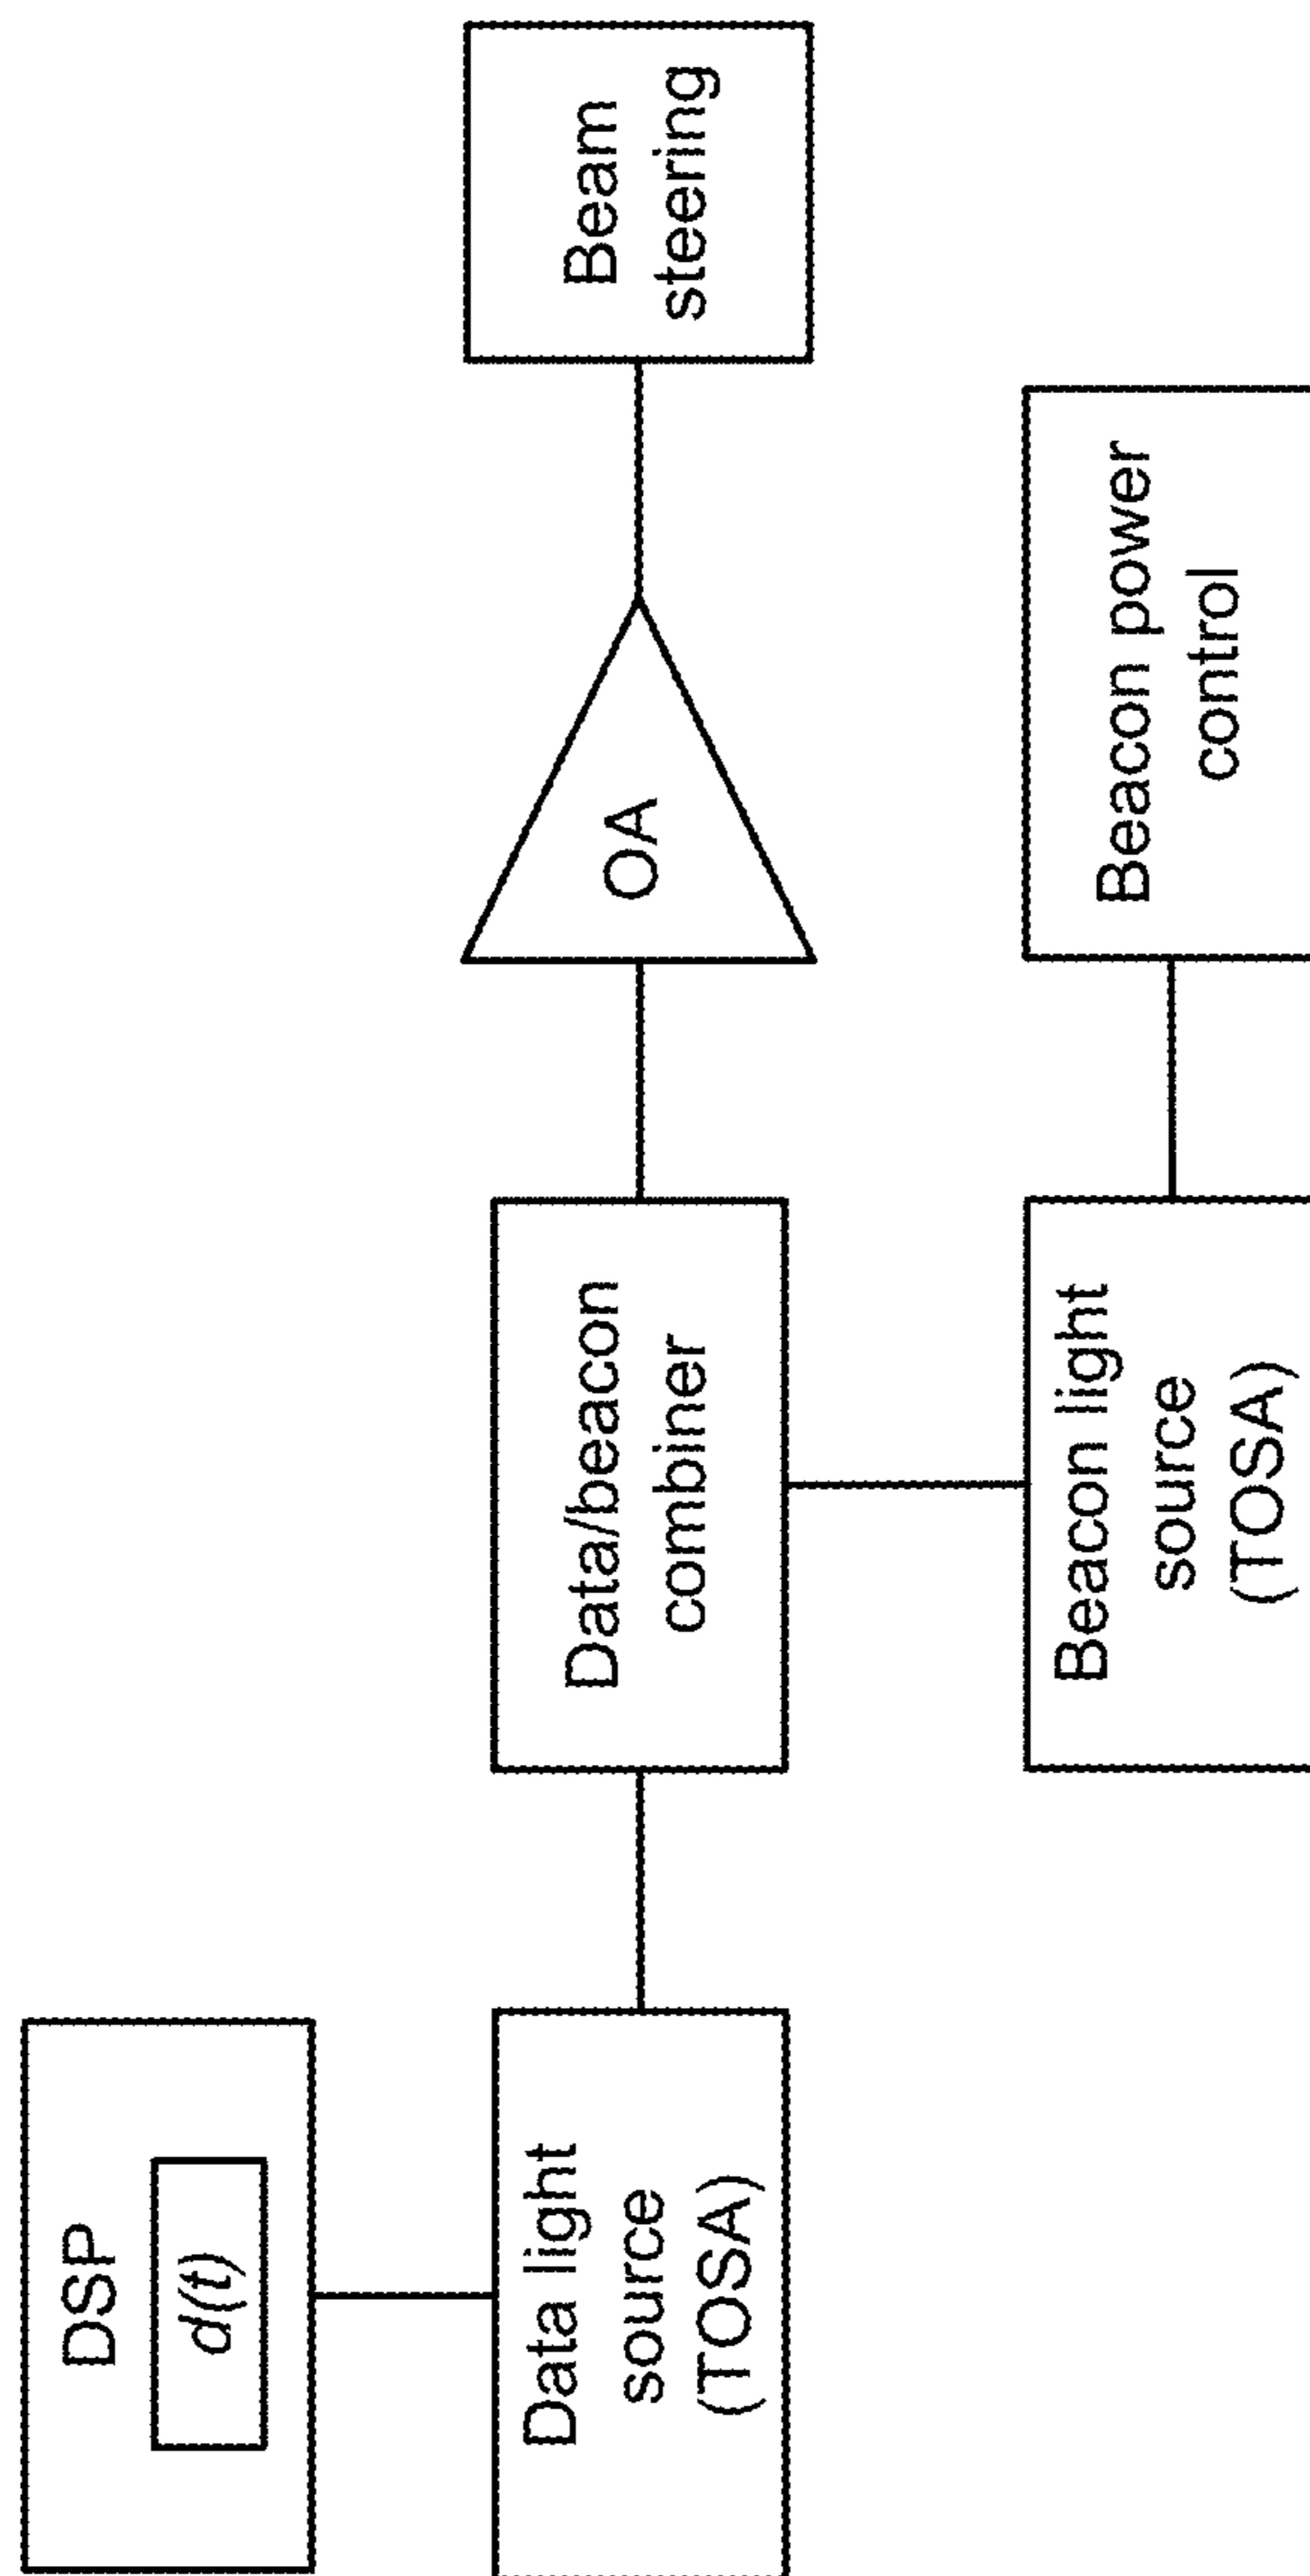 DSP
d(t)
Data light
source
(TOSA)
Data/beacon
combiner
OA
Beam
steering
Beacon light
source
(TOSA)
Beacon power
control